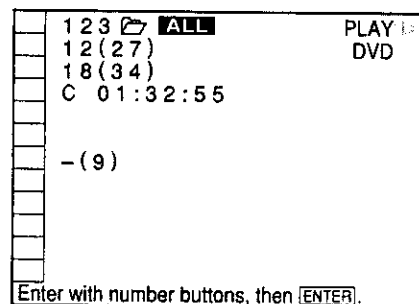 123 ALL PLAY
12(27) DVD
18(34)
C 01:32:55
–(9)
Enter with number buttons, then ENTER.